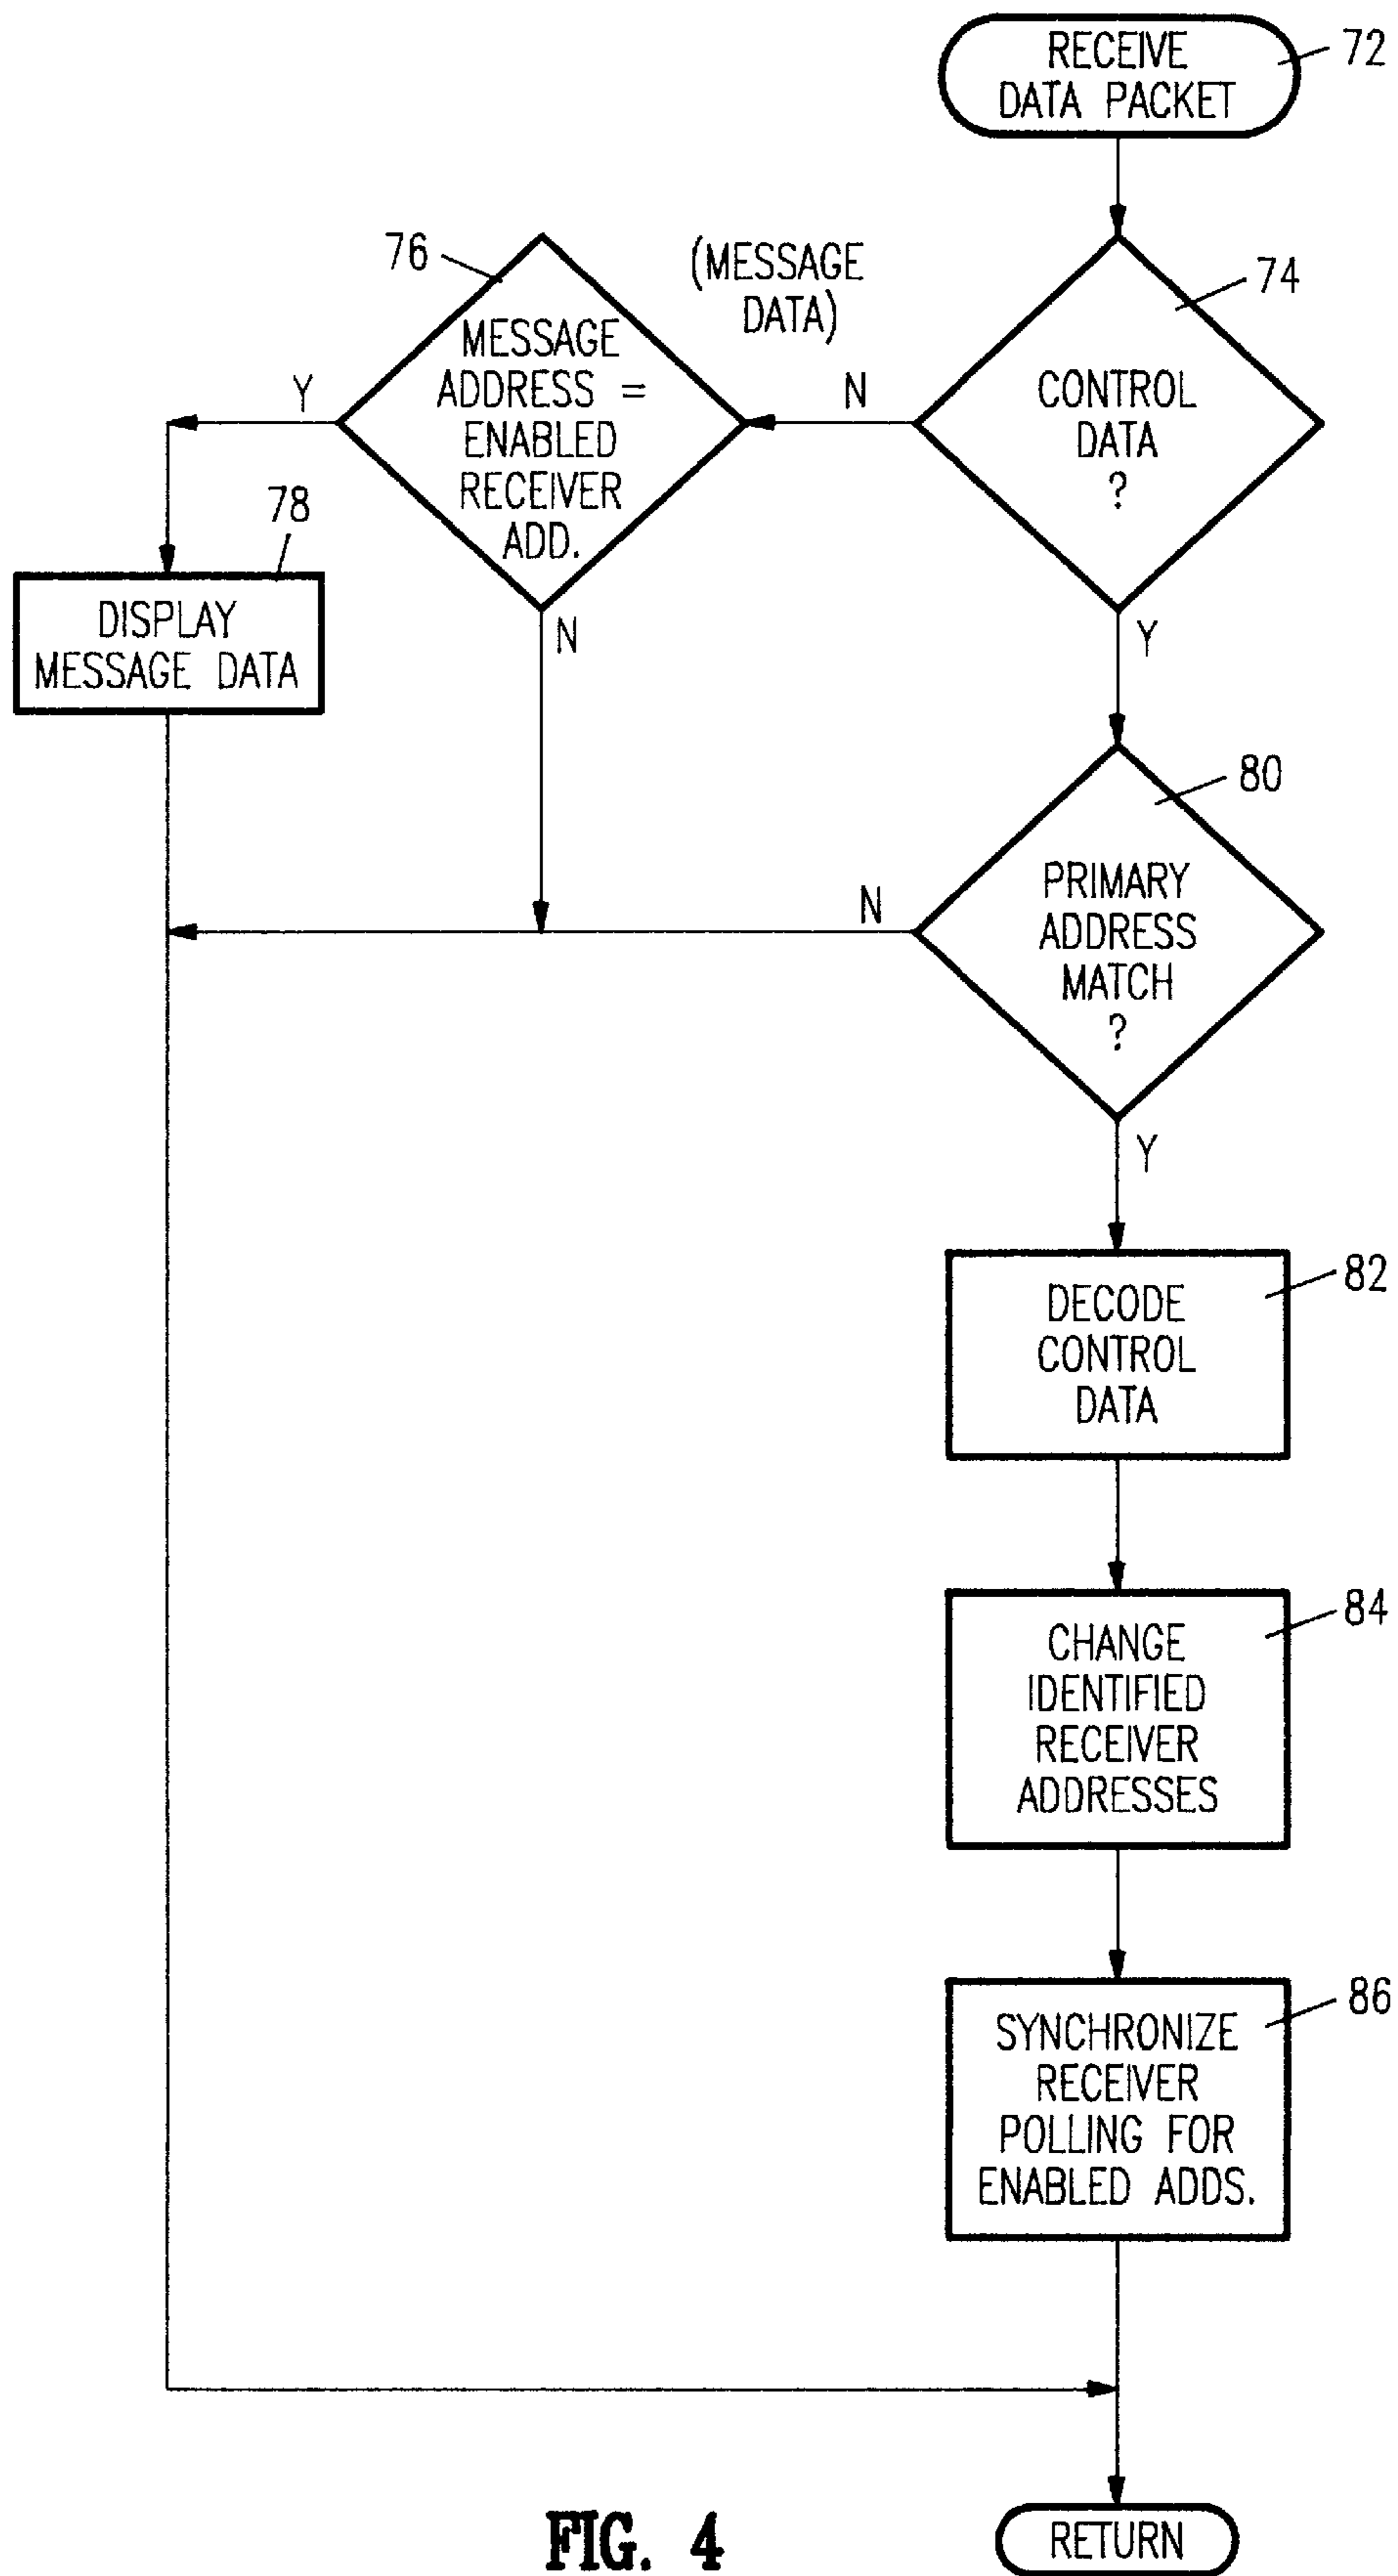 RECEIVE
DATA PACKET
72
74
CONTROL
DATA
?
N
Y
(MESSAGE
DATA)
76
MESSAGE
ADDRESS =
ENABLED
RECEIVER
ADD.
Y
N
78
DISPLAY
MESSAGE DATA
80
PRIMARY
ADDRESS
MATCH
?
N
Y
82
DECODE
CONTROL
DATA
84
CHANGE
IDENTIFIED
RECEIVER
ADDRESSES
86
SYNCHRONIZE
RECEIVER
POLLING FOR
ENABLED ADDS.
RETURN
FIG. 4